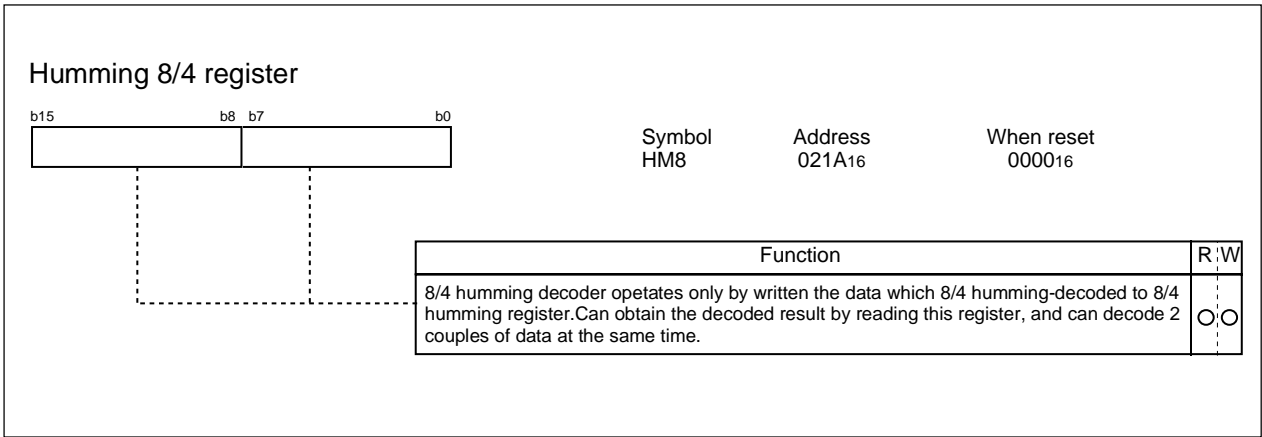 Humming 8/4 register
b15 b8 b7 b0
Symbol Address When reset
HM8 021A16 000016
Function R W
8/4 humming decoder opetates only by written the data which 8/4 humming-decoded to 8/4
humming register.Can obtain the decoded result by reading this register, and can decode 2
couples of data at the same time.